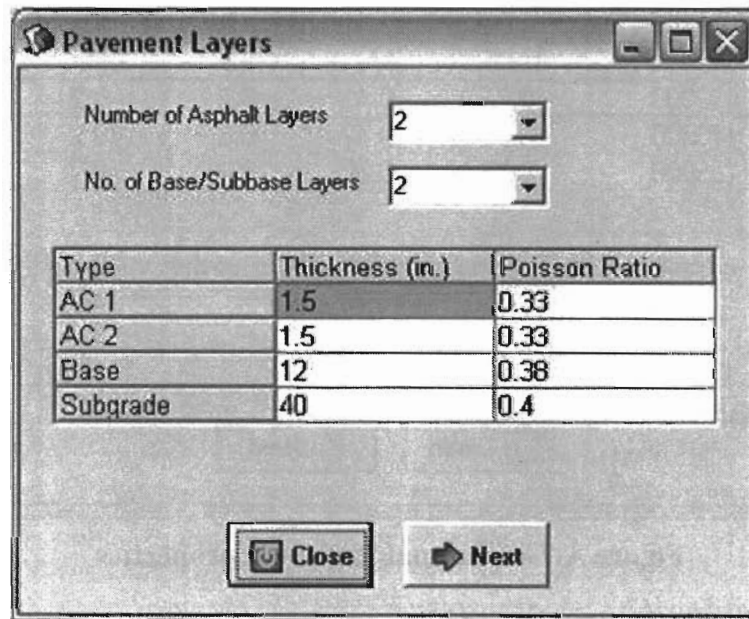 Pavement Layers
Number of Asphalt Layers 2
No. of Base/Subbase Layers 2
Type Thickness (in.) Poisson Ratio
AC 1 1.5 0.33
AC 2 1.5 0.33
Base 12 0.38
Subgrade 40 0.4
Close Next